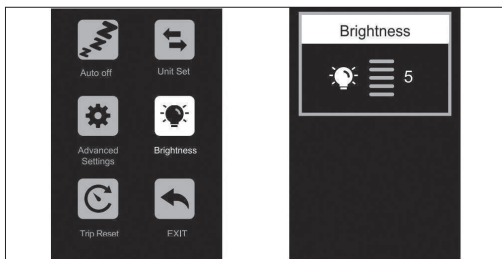 Auto off
Unit Set
Advanced
Settings
Brightness
Trip Reset
EXIT
Brightness
5